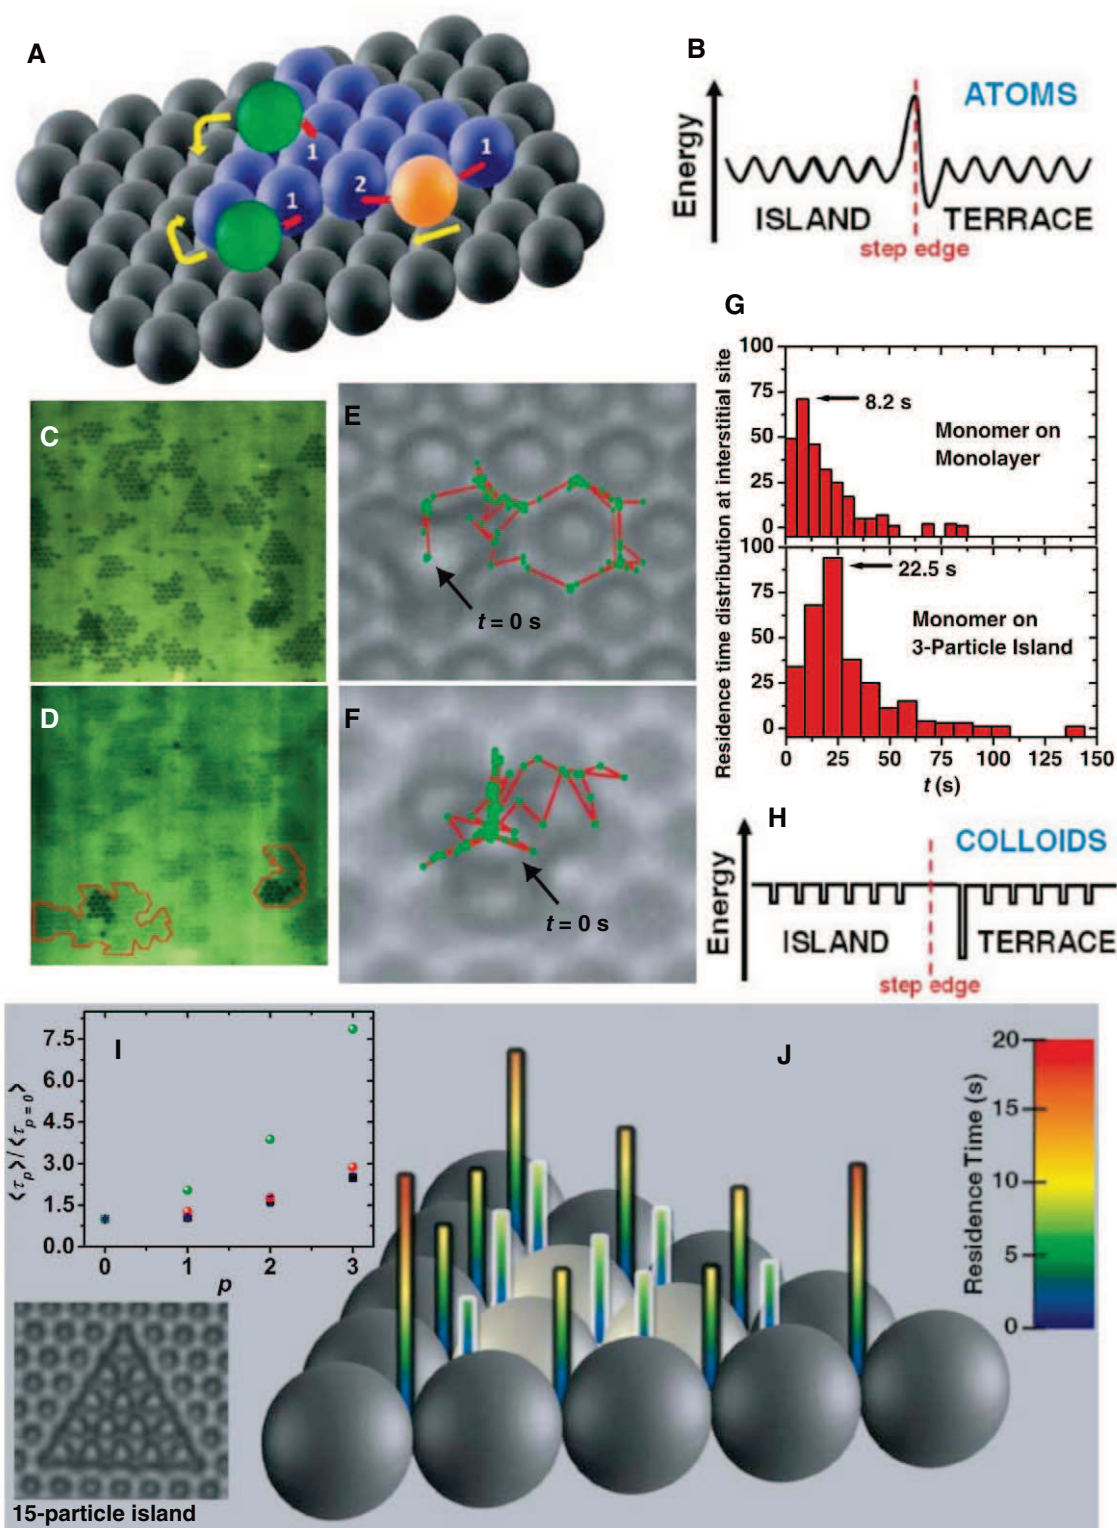 A
1
1
2
1
B
ATOMS
Energy
ISLAND
TERRACE
step edge
C
D
E
t = 0 s
F
t = 0 s
G
Residence time distribution at interstitial site
100
75
50
25
0
8.2 s
Monomer on
Monolayer
100
75
50
25
0
22.5 s
Monomer on
3-Particle Island
0 25 50 75 100 125 150
t (s)
H
COLLOIDS
Energy
ISLAND
TERRACE
step edge
I
⟨τp⟩/⟨τp = 0⟩
7.5
6.0
4.5
3.0
1.5
0.0
0 1 2 3
p
15-particle island
J
Residence Time (s)
20
15
10
5
0